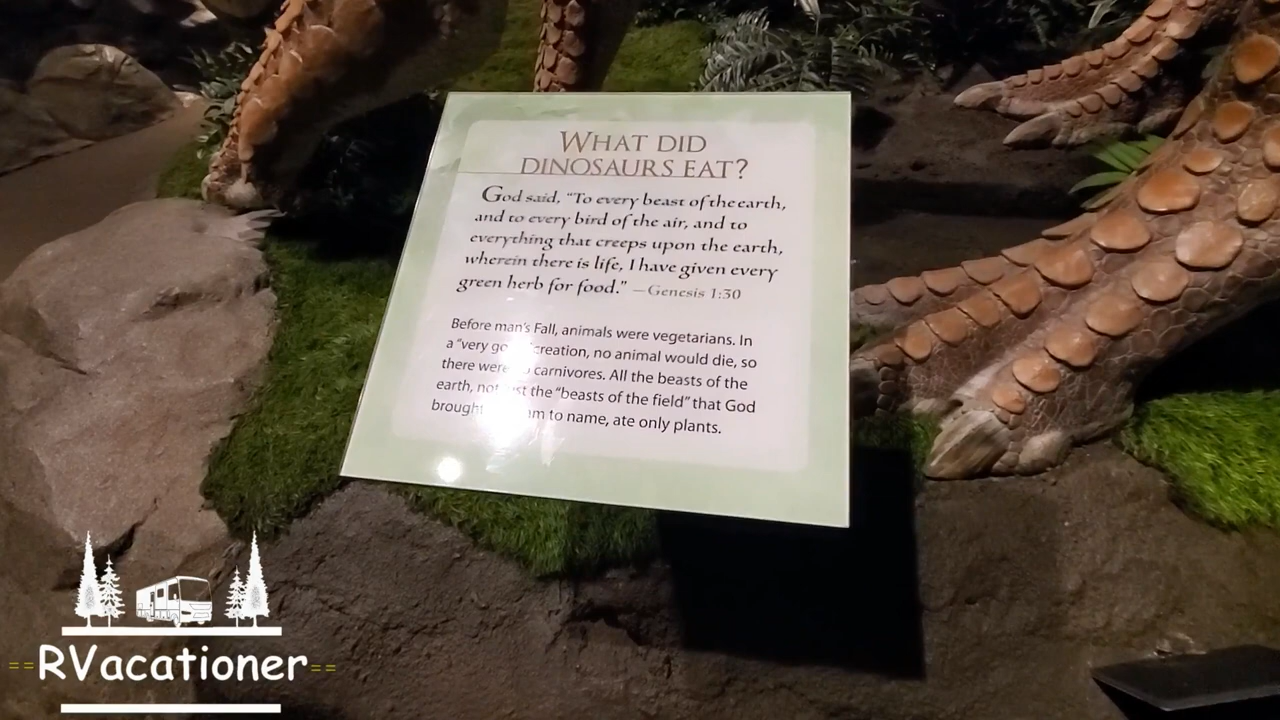 WHAT DID
DINOSAURS EAT?
God said, “To every beast of the earth,
and to every bird of the air, and to
everything that creeps upon the earth,
wherein there is life, I have given every
green herb for food.” —Genesis 1:30
Before man’s Fall, animals were vegetarians. In
a “very creation, no animal would die, so
there were carnivores. All the beasts of the
earth, the “beasts of the field” that God
brought to name, ate only plants.
==RVacationer==